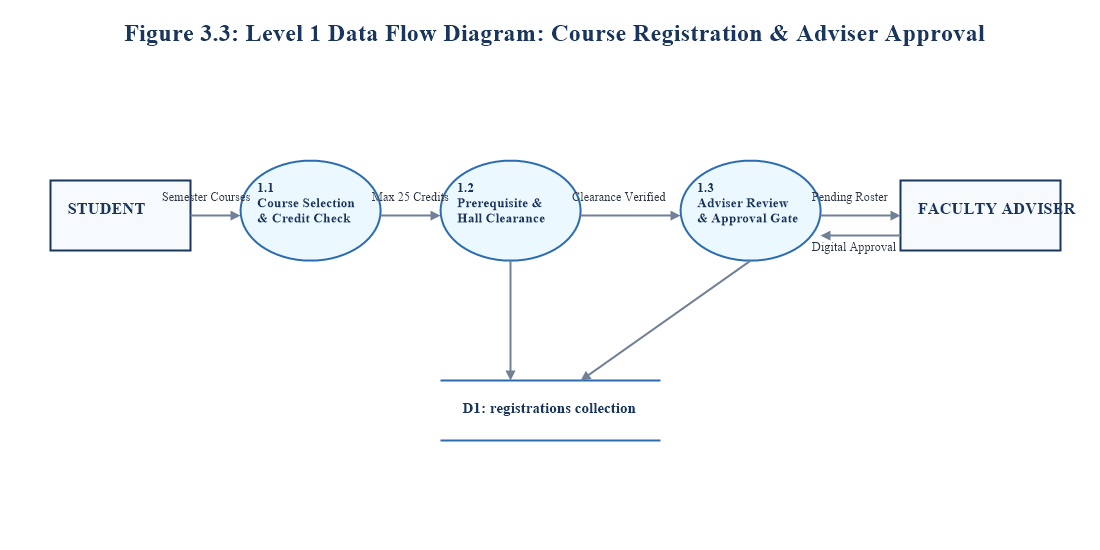 Figure 3.3: Level 1 Data Flow Diagram: Course Registration & Adviser Approval
STUDENT
Semester Courses
1.1
Course Selection
& Credit Check
Max 25 Credits
1.2
Prerequisite &
Hall Clearance
Clearance Verified
1.3
Adviser Review
& Approval Gate
Pending Roster
Digital Approval
FACULTY ADVISER
D1: registrations collection